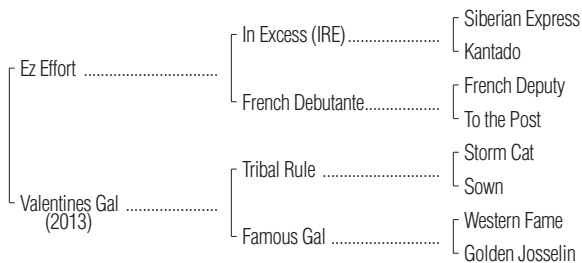 Siberian Express
In Excess (IRE)
Kantado
Ez Effort
French Deputy
French Debutante
To the Post
Storm Cat
Tribal Rule
Sown
Valentines Gal
(2013)
Western Fame
Famous Gal
Golden Josselin